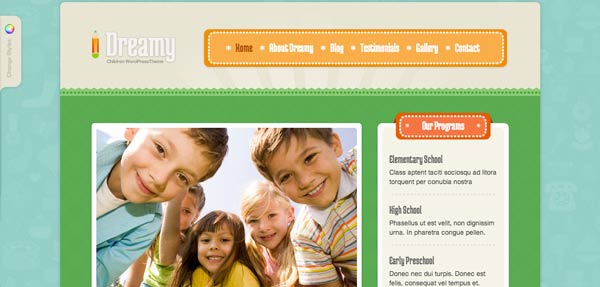 Change Styles
Dreamy
Children WordPressTheme
Home About Dreamy Blog Testimonials Gallery Contact
Our Programs
Elementary School
Class aptent taciti sociosqu ad litora
torquent per conubia nostra
High School
Phasellus ut est velit, non dignissim
urna. In pharetra congue pellen.
Early Preschool
Donec nec dui turpis. Donec est
felis, consequat vel tempus et.